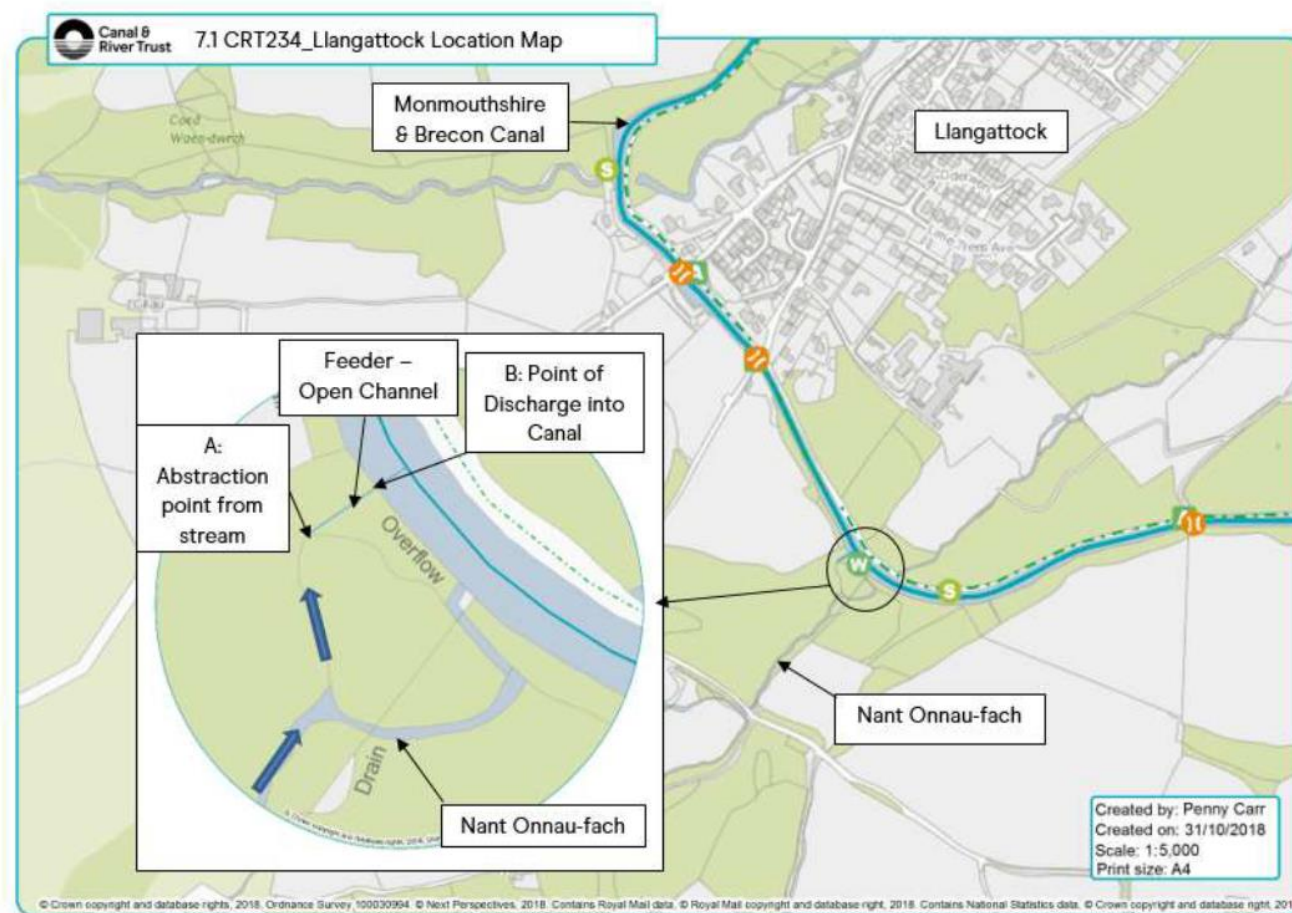 Canal &
River Trust
7.1 CRT234_Llangattock Location Map
Monmouthshire
& Brecon Canal
Llangattock
Coed
S
A
W
S
Feeder –
Open Channel
B: Point of
Discharge into
Canal
A:
Abstraction
point from
stream
Overflow
Drain
Nant Onnau-fach
Nant Onnau-fach
Created by: Penny Carr
Created on: 31/10/2018
Scale: 1:5,000
Print size: A4
© Crown copyright and database rights, 2018. Ordnance Survey 100030994. © Next Perspectives, 2018. Contains Royal Mail data. © Royal Mail copyright and database right, 2018. Contains National Statistics data. © Crown copyright and database right, 201